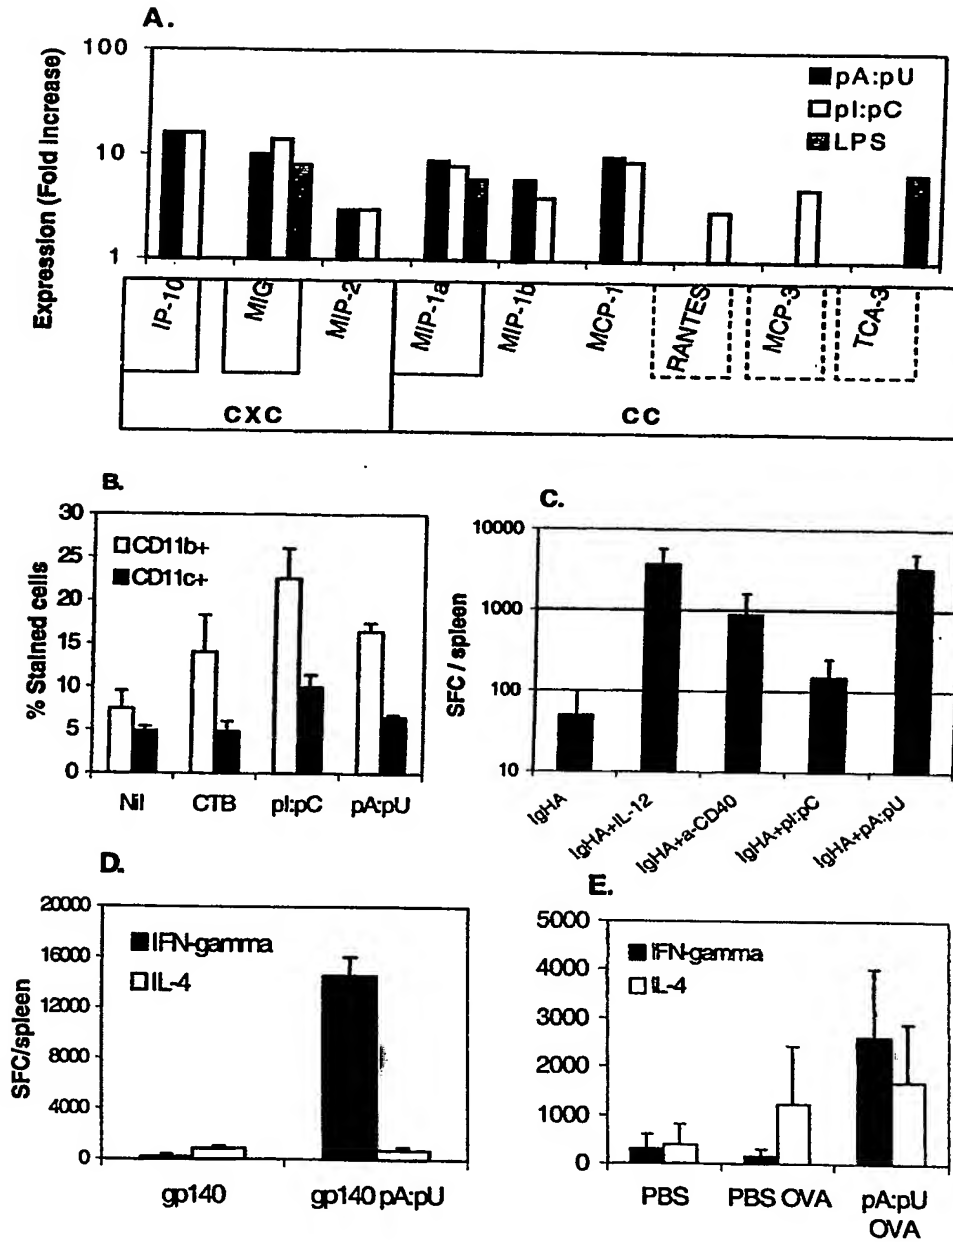 A.
Expression (Fold Increase)
100
10
1
pA:pU
pI:pC
LPS
IP-10
MIG
MIP-2
MIP-1a
MIP-1b
MCP-1
RANTES
MCP-3
TCA-3
CXC
CC
B.
% Stained cells
30
25
20
15
10
5
0
CD11b+
CD11c+
Nil
CTB
pI:pC
pA:pU
C.
SFC / spleen
10000
1000
100
10
IgHA
IgHA+IL-12
IgHA+a-CD40
IgHA+pI:pC
IgHA+pA:pU
D.
SFC/spleen
20000
16000
12000
8000
4000
0
IFN-gamma
IL-4
gp140
gp140 pA:pU
E.
5000
4000
3000
2000
1000
0
IFN-gamma
IL-4
PBS
PBS OVA
pA:pU
OVA